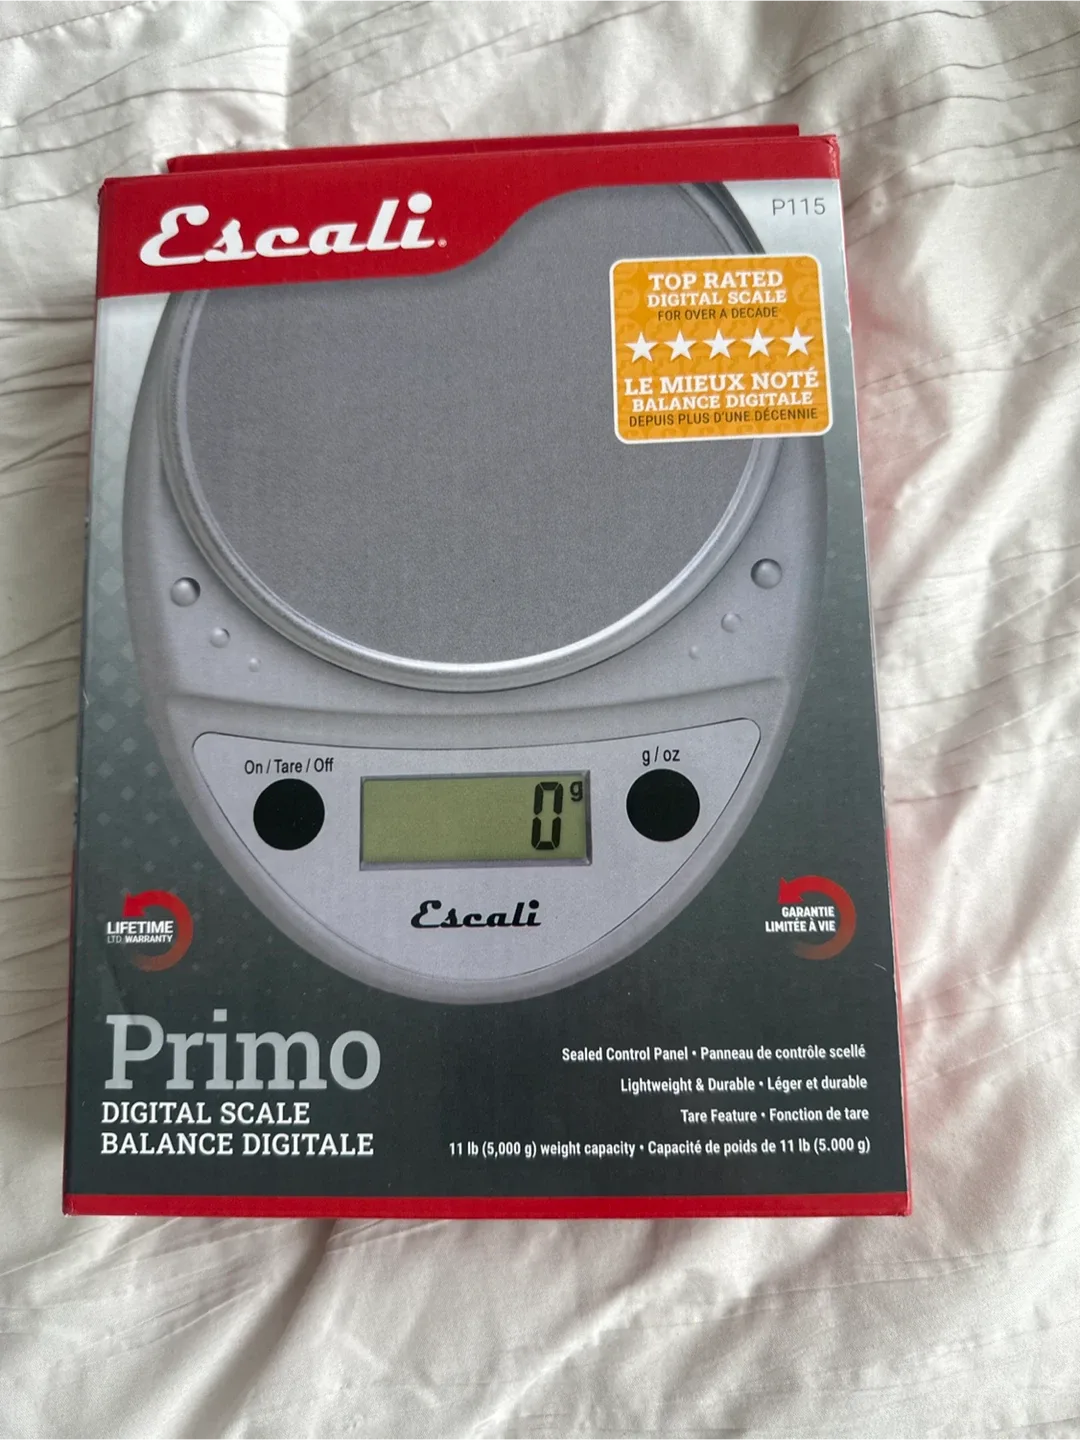 Escali®
P115
TOP RATED
DIGITAL SCALE
FOR OVER A DECADE
LE MIEUX NOTÉ
BALANCE DIGITALE
DEPUIS PLUS D'UNE DÉCENNIE
On / Tare / Off
g / oz
0 g
Escali
LIFETIME
LTD WARRANTY
GARANTIE
LIMITÉE À VIE
Primo
DIGITAL SCALE
BALANCE DIGITALE
Sealed Control Panel • Panneau de contrôle scellé
Lightweight & Durable • Léger et durable
Tare Feature • Fonction de tare
11 lb (5,000 g) weight capacity • Capacité de poids de 11 lb (5.000 g)